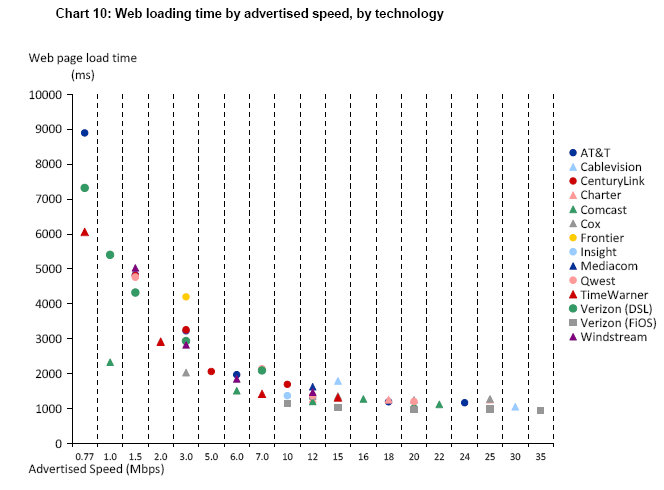 Chart 10: Web loading time by advertised speed, by technology
Web page load time
(ms)
10000
9000
8000
7000
6000
5000
4000
3000
2000
1000
0
0.77 1.0 1.5 2.0 3.0 5.0 6.0 7.0 10 12 15 16 18 20 22 24 25 30 35
Advertised Speed (Mbps)
AT&T
Cablevision
CenturyLink
Charter
Comcast
Cox
Frontier
Insight
Mediacom
Qwest
TimeWarner
Verizon (DSL)
Verizon (FiOS)
Windstream